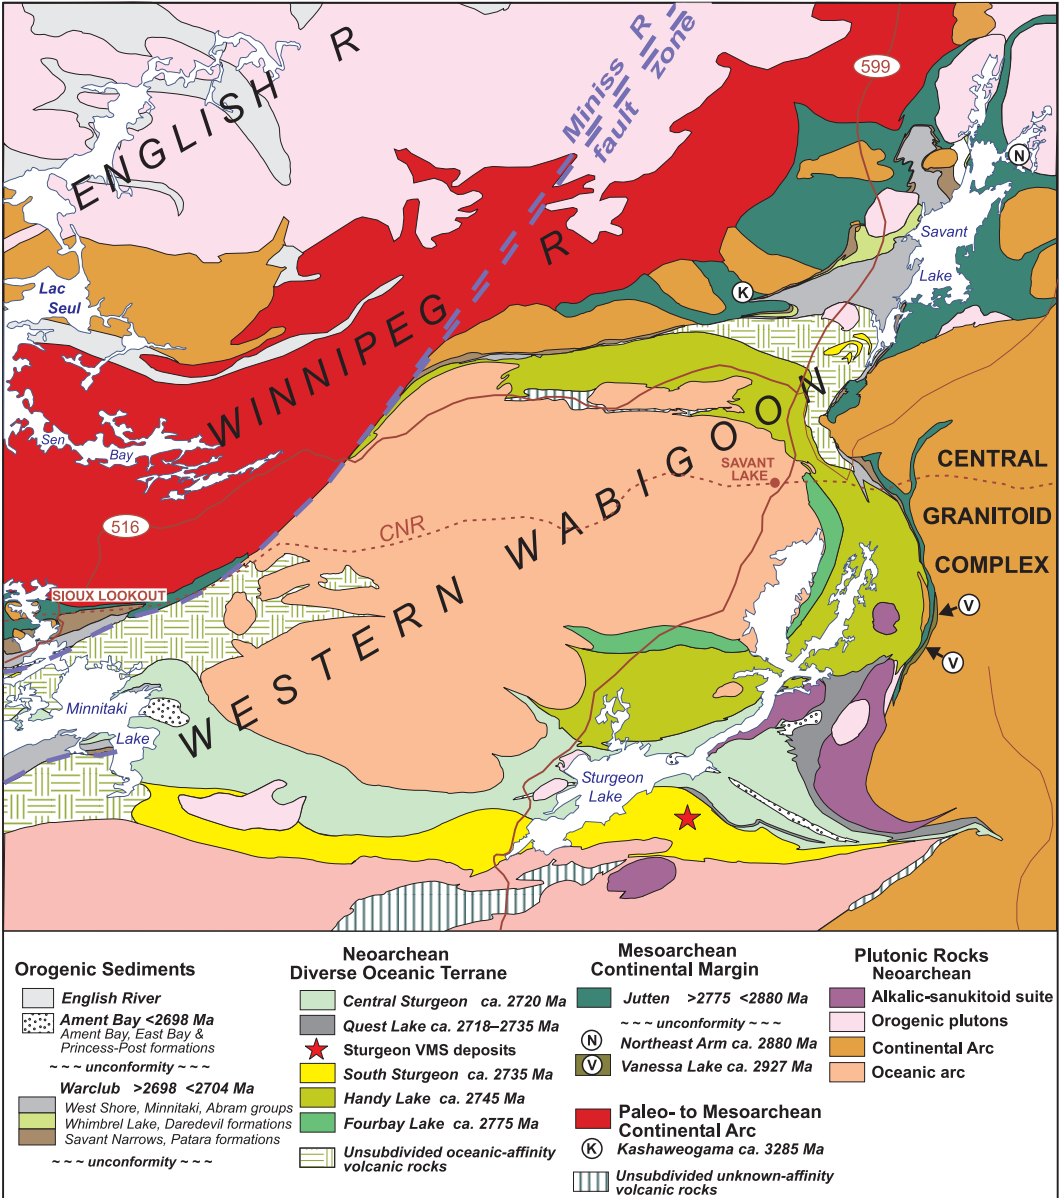 ENGLISH R
Miniss R
fault zone
599
N
Savant
Lake
K
Lac
Seul
WINNIPEG R
Sen
Bay
516
CNR
SAVANT
LAKE
CENTRAL
GRANITOID
COMPLEX
WESTERN WABIGOON
SIOUX LOOKOUT
V
V
Minnitaki
Lake
Sturgeon
Lake
Orogenic Sediments
English River
Ament Bay <2698 Ma
Ament Bay, East Bay &
Princess-Post formations
~ ~ ~ unconformity ~ ~ ~
Warclub >2698 <2704 Ma
West Shore, Minnitaki, Abram groups
Whimbrel Lake, Daredevil formations
Savant Narrows, Patara formations
~ ~ ~ unconformity ~ ~ ~
Neoarchean
Diverse Oceanic Terrane
Central Sturgeon ca. 2720 Ma
Quest Lake ca. 2718–2735 Ma
Sturgeon VMS deposits
South Sturgeon ca. 2735 Ma
Handy Lake ca. 2745 Ma
Fourbay Lake ca. 2775 Ma
Unsubdivided oceanic-affinity
volcanic rocks
Mesoarchean
Continental Margin
Jutten >2775 <2880 Ma
~ ~ ~ unconformity ~ ~ ~
N Northeast Arm ca. 2880 Ma
V Vanessa Lake ca. 2927 Ma
Paleo- to Mesoarchean
Continental Arc
K Kashaweogama ca. 3285 Ma
Unsubdivided unknown-affinity
volcanic rocks
Plutonic Rocks
Neoarchean
Alkalic-sanukitoid suite
Orogenic plutons
Continental Arc
Oceanic arc